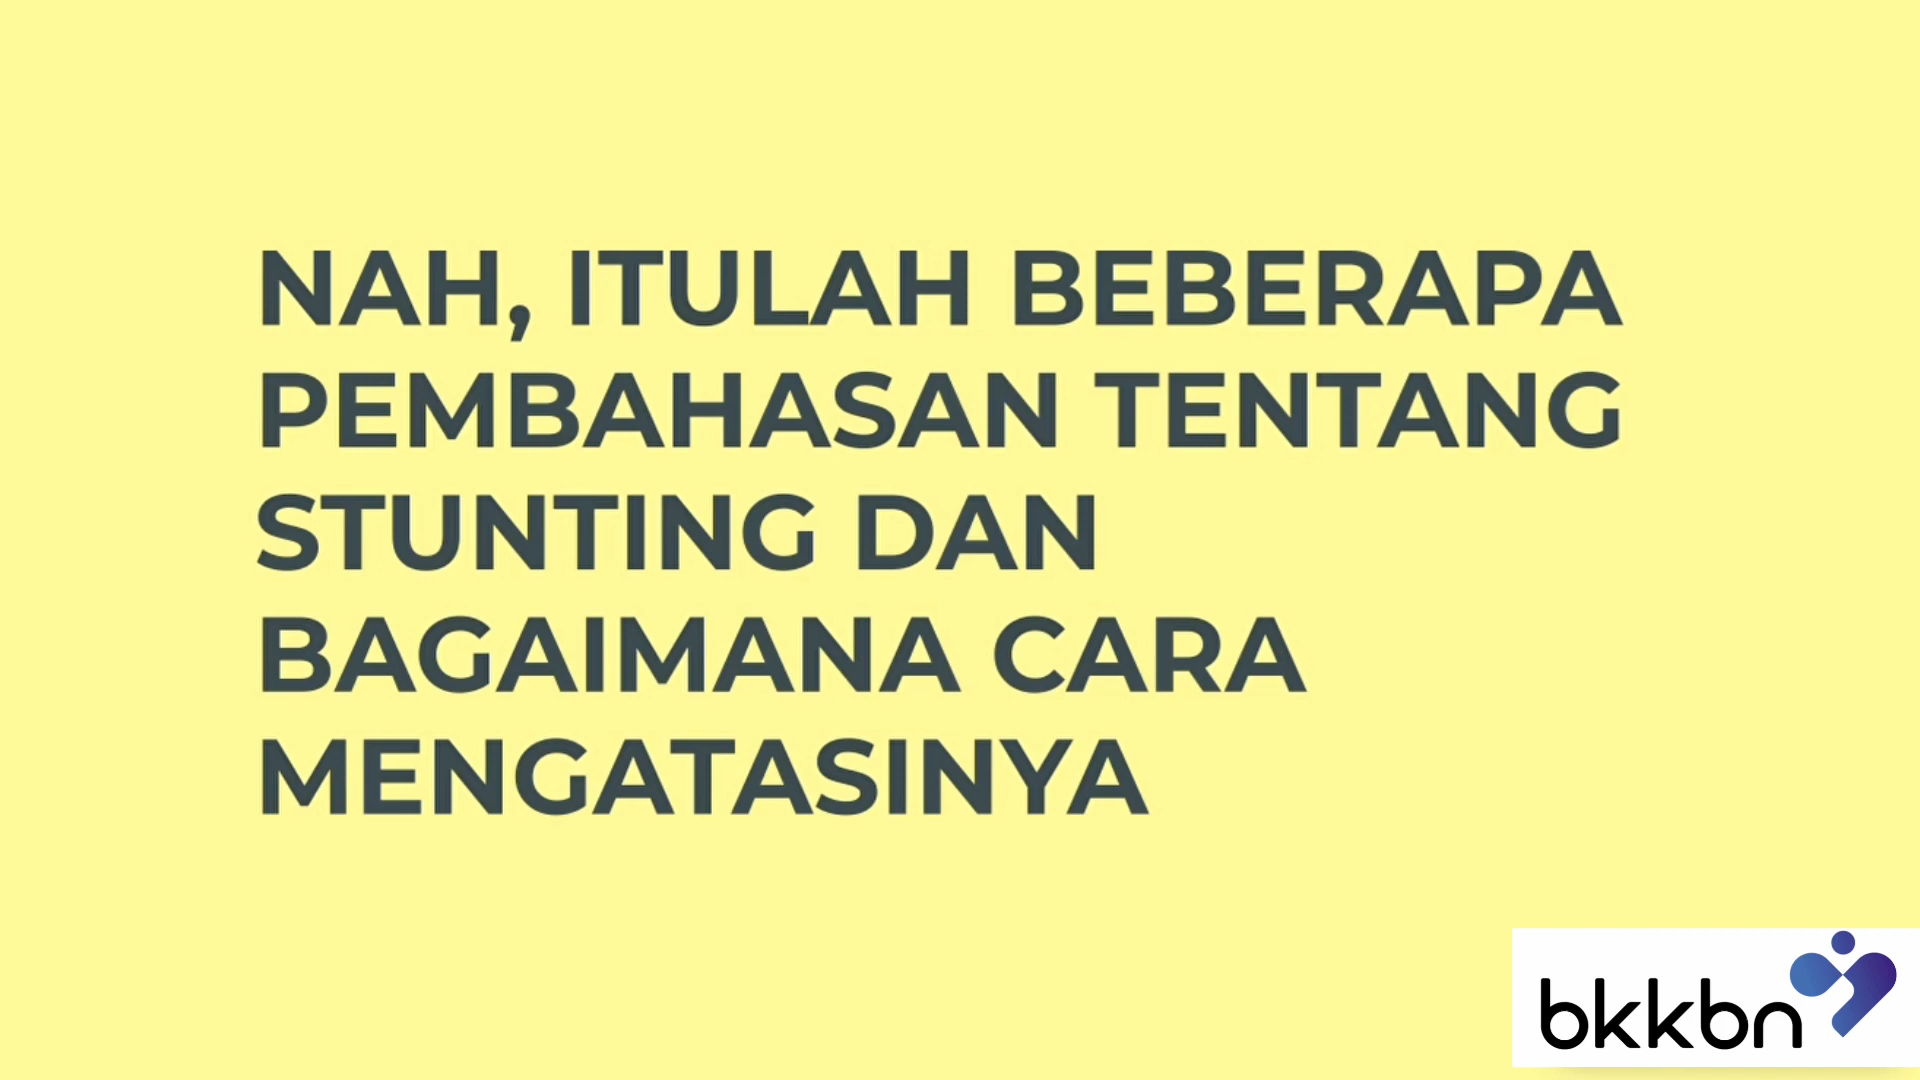 NAH, ITULAH BEBERAPA
PEMBAHASAN TENTANG
STUNTING DAN
BAGAIMANA CARA
MENGATASINYA
bkkbn